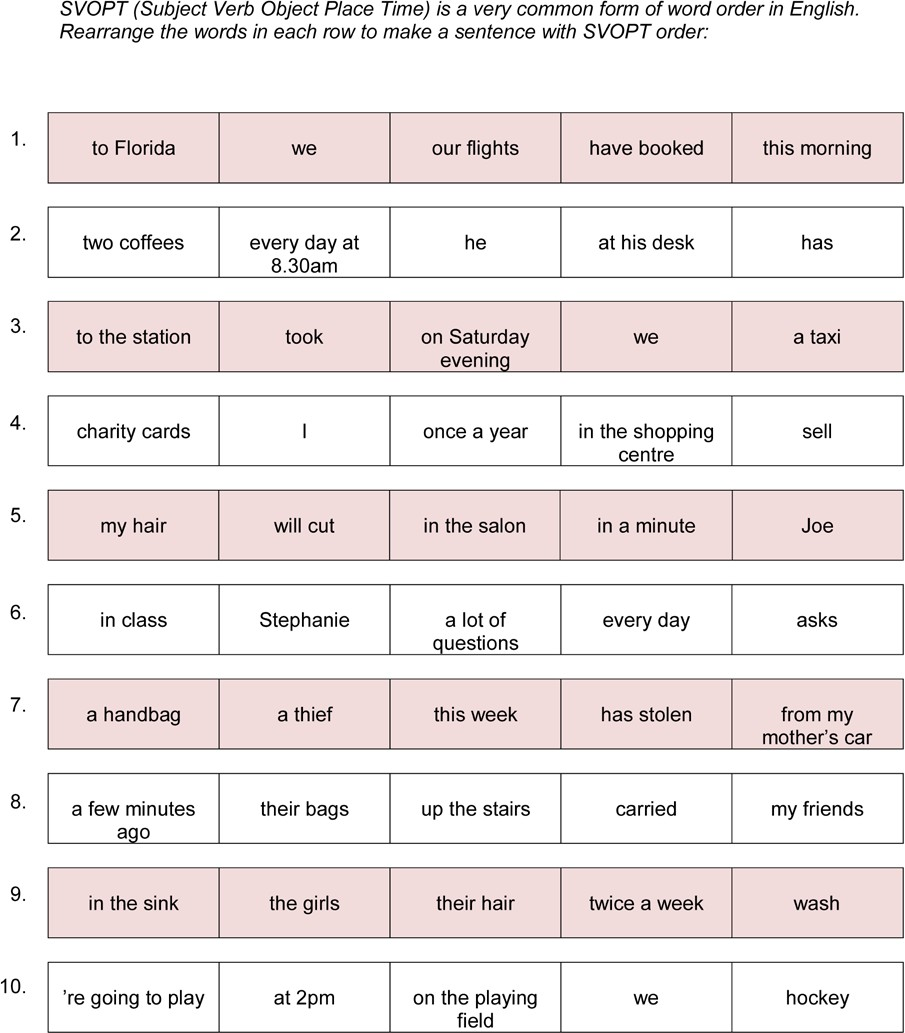 SVOPT (Subject Verb Object Place Time) is a very common form of word order in English.
Rearrange the words in each row to make a sentence with SVOPT order:
1. to Florida we our flights have booked this morning
2. two coffees every day at 8.30am he at his desk has
3. to the station took on Saturday evening we a taxi
4. charity cards I once a year in the shopping centre sell
5. my hair will cut in the salon in a minute Joe
6. in class Stephanie a lot of questions every day asks
7. a handbag a thief this week has stolen from my mother’s car
8. a few minutes ago their bags up the stairs carried my friends
9. in the sink the girls their hair twice a week wash
10. ’re going to play at 2pm on the playing field we hockey